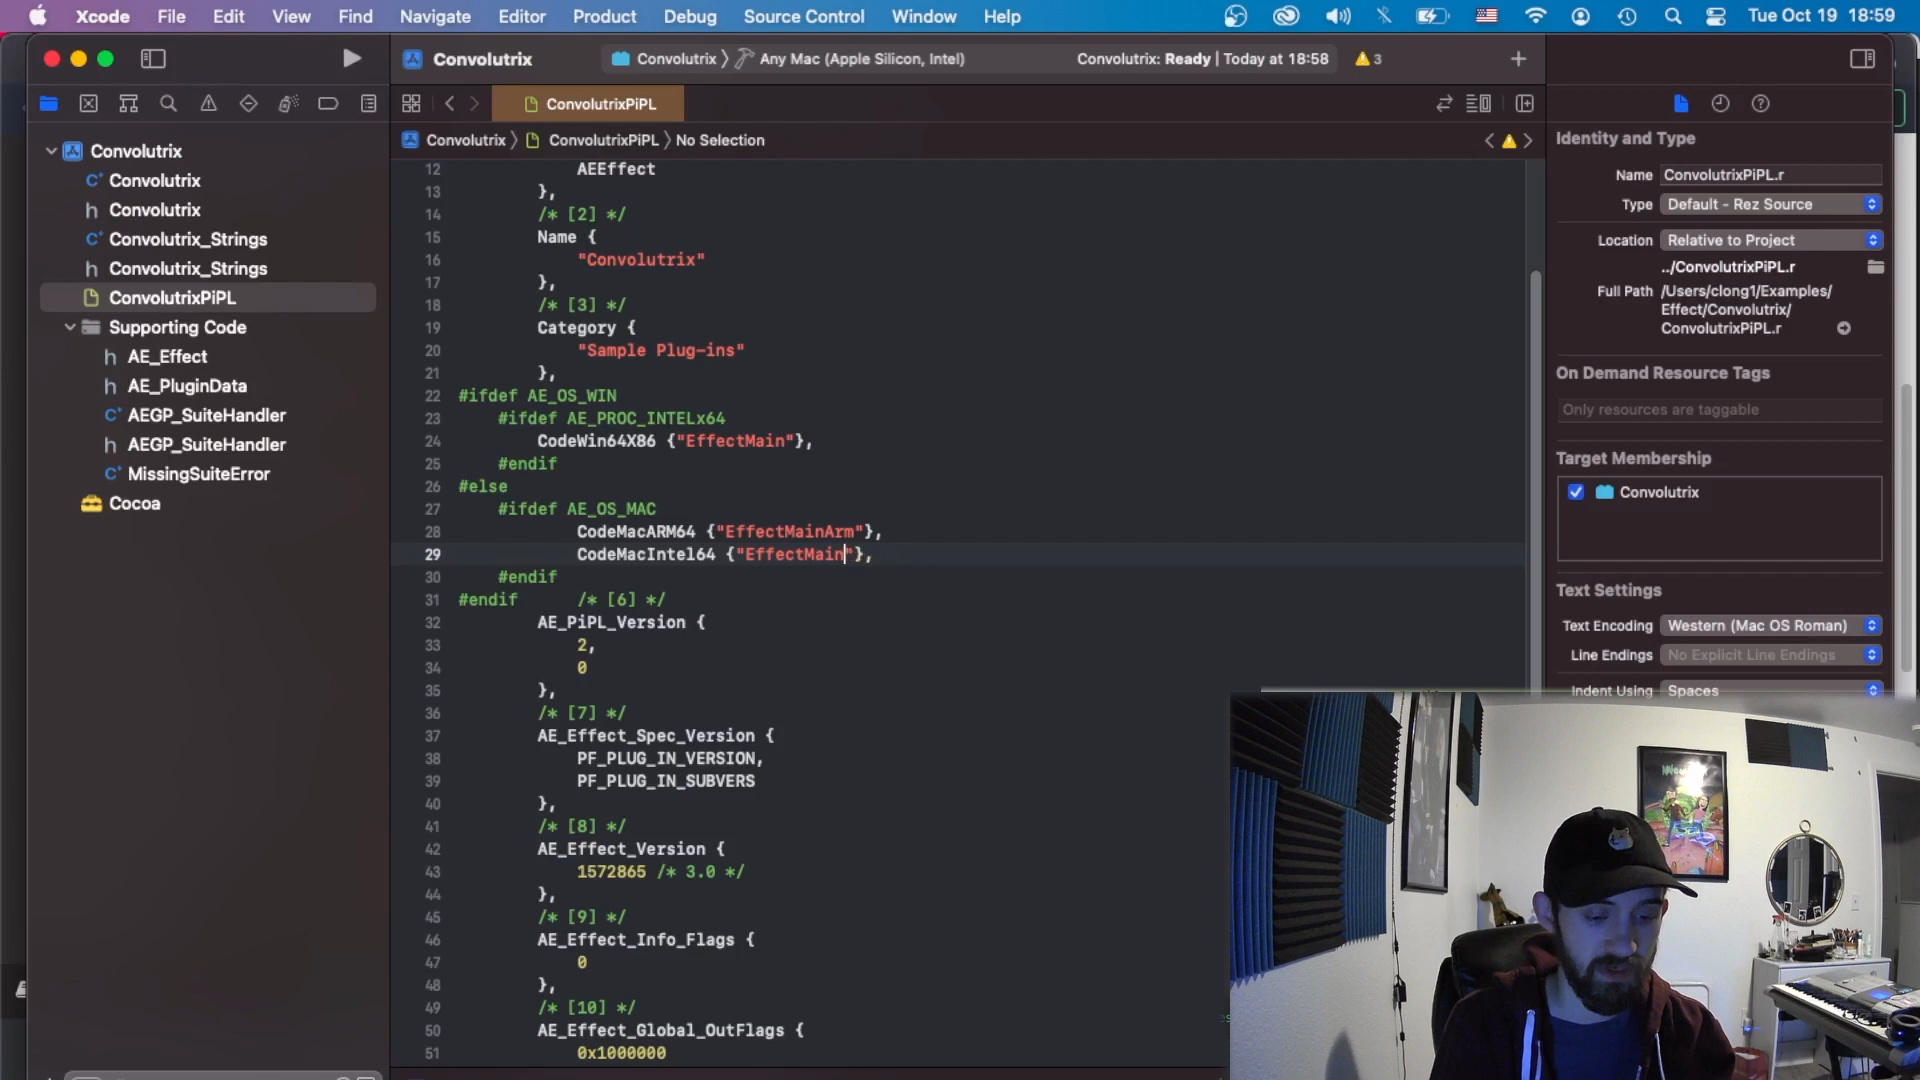 Xcode File Edit View Find Navigate Editor Product Debug Source Control Window Help Tue Oct 19 18:59
Convolutrix Convolutrix 〉 Any Mac (Apple Silicon, Intel) Convolutrix: Ready | Today at 18:58 3
ConvolutrixPiPL
Convolutrix 〉 ConvolutrixPiPL 〉 No Selection
Convolutrix
Convolutrix
Convolutrix
Convolutrix_Strings
Convolutrix_Strings
ConvolutrixPiPL
Supporting Code
AE_Effect
AE_PluginData
AEGP_SuiteHandler
AEGP_SuiteHandler
MissingSuiteError
Cocoa
12 AEEffect
13 },
14 /* [2] */
15 Name {
16 "Convolutrix"
17 },
18 /* [3] */
19 Category {
20 "Sample Plug-ins"
21 },
22 #ifdef AE_OS_WIN
23 #ifdef AE_PROC_INTELx64
24 CodeWin64X86 {"EffectMain"},
25 #endif
26 #else
27 #ifdef AE_OS_MAC
28 CodeMacARM64 {"EffectMainArm"},
29 CodeMacIntel64 {"EffectMain"},
30 #endif
31 #endif /* [6] */
32 AE_PiPL_Version {
33 2,
34 0
35 },
36 /* [7] */
37 AE_Effect_Spec_Version {
38 PF_PLUG_IN_VERSION,
39 PF_PLUG_IN_SUBVERS
40 },
41 /* [8] */
42 AE_Effect_Version {
43 1572865 /* 3.0 */
44 },
45 /* [9] */
46 AE_Effect_Info_Flags {
47 0
48 },
49 /* [10] */
50 AE_Effect_Global_OutFlags {
51 0x1000000
Identity and Type
Name ConvolutrixPiPL.r
Type Default - Rez Source
Location Relative to Project
../ConvolutrixPiPL.r
Full Path /Users/clong1/Examples/
Effect/Convolutrix/
ConvolutrixPiPL.r
On Demand Resource Tags
Only resources are taggable
Target Membership
Convolutrix
Text Settings
Text Encoding Western (Mac OS Roman)
Line Endings No Explicit Line Endings
Indent Using Spaces